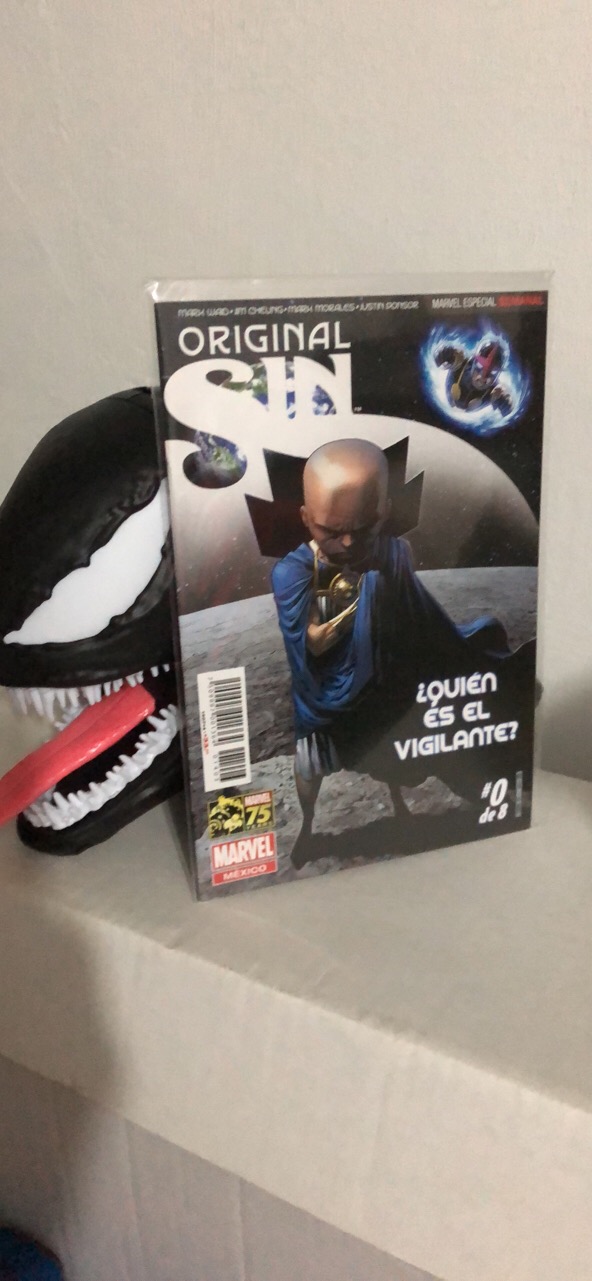 MARK WAID • JIM CHEUNG • MARK MORALES • JUSTIN PONSOR
MARVEL ESPECIAL SEMANAL
ORIGINAL
SIN
¿QUIÉN
ES EL
VIGILANTE?
#0
de 8
MARVEL
75
MARVEL
MÉXICO